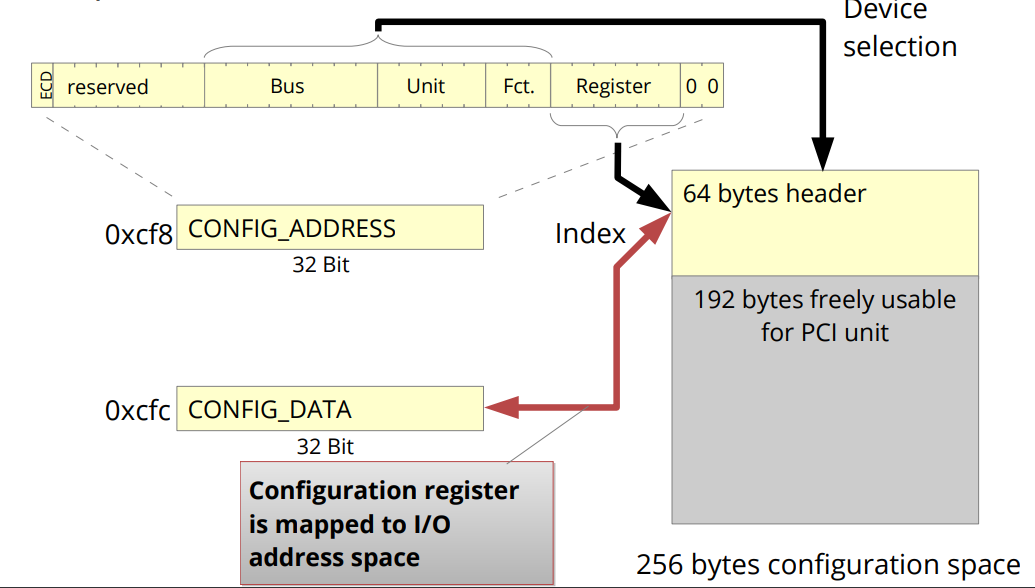 Device
selection
ECD reserved Bus Unit Fct. Register 0 0
64 bytes header
0xcf8 CONFIG_ADDRESS
32 Bit
Index
192 bytes freely usable
for PCI unit
0xcfc CONFIG_DATA
32 Bit
Configuration register
is mapped to I/O
address space
256 bytes configuration space